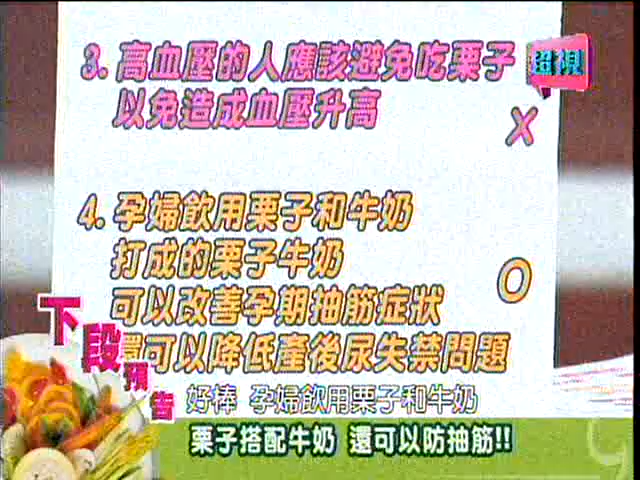 3. 高血壓的人應該避免吃栗子
以免造成血壓升高
X
超視
4. 孕婦飲用栗子和牛奶
打成的栗子牛奶
可以改善孕期抽筋症狀
還可以降低產後尿失禁問題
O
下段預告
好棒 孕婦飲用栗子和牛奶
栗子搭配牛奶 還可以防抽筋!!